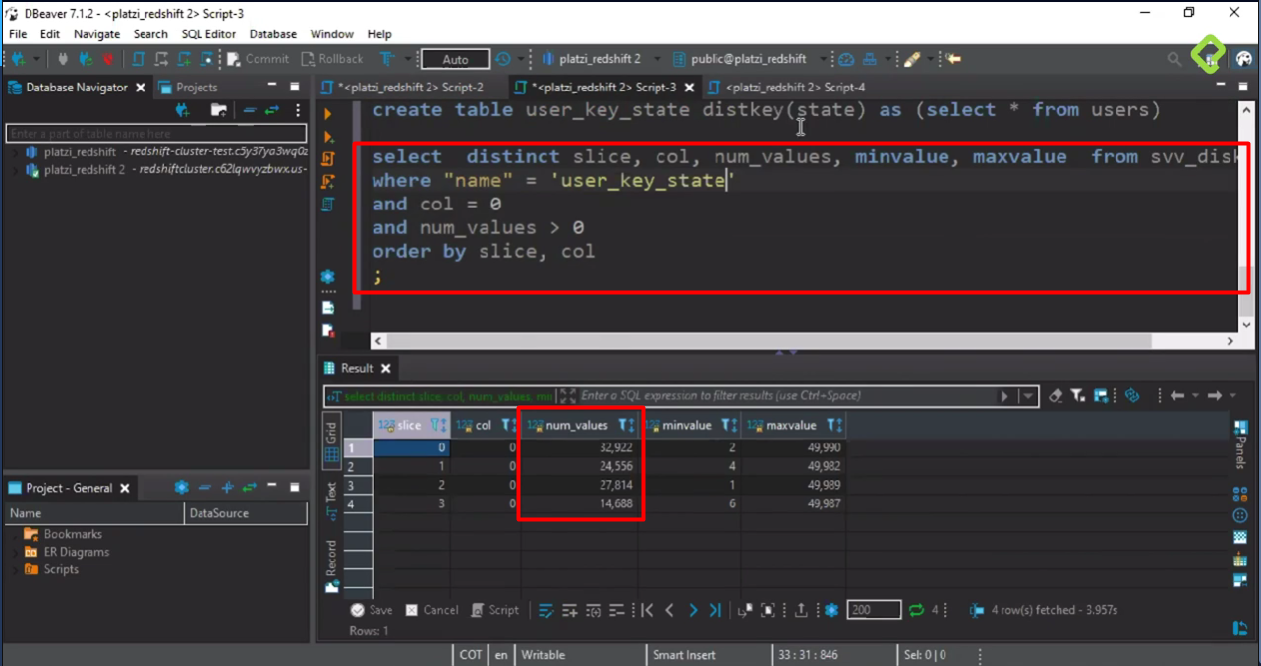 DBeaver 7.1.2 - <platzi_redshift 2> Script-3
File Edit Navigate Search SQL Editor Database Window Help
Commit Rollback Auto platzi_redshift 2 public@platzi_redshift
Database Navigator Projects
*<platzi_redshift 2> Script-2 *<platzi_redshift 2> Script-3 <platzi_redshift 2> Script-4
Enter a part of table name here
platzi_redshift - redshift-cluster-test.c5y37ya3wq0z
platzi_redshift 2 - redshiftcluster.c62lqwvyzbwx.us-
create table user_key_state distkey(state) as (select * from users)
select distinct slice, col, num_values, minvalue, maxvalue from svv_disk
where "name" = 'user_key_state'
and col = 0
and num_values > 0
order by slice, col
;
Result
select distinct slice, col, num_values, mi Enter a SQL expression to filter results (use Ctrl+Space)
Grid
Text
Record
Panels
123 slice 123 col 123 num_values 123 minvalue 123 maxvalue
1 0 0 32,922 2 49,990
2 1 0 24,556 4 49,982
3 2 0 27,814 1 49,989
4 3 0 14,688 6 49,987
Project - General
Name DataSource
Bookmarks
ER Diagrams
Scripts
Save Cancel Script 200 4 4 row(s) fetched - 3.957s
Rows: 1
COT en Writable Smart Insert 33 : 31 : 846 Sel: 0 | 0